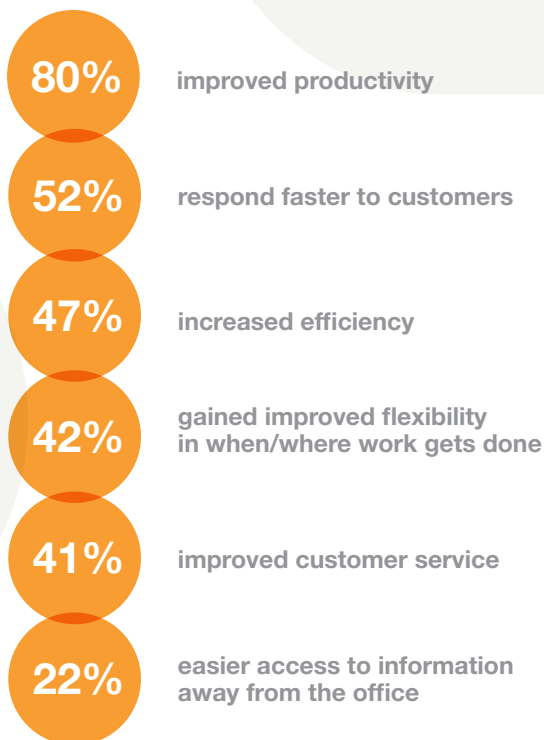 80%
improved productivity
52%
respond faster to customers
47%
increased efficiency
42%
gained improved flexibility
in when/where work gets done
41%
improved customer service
22%
easier access to information
away from the office